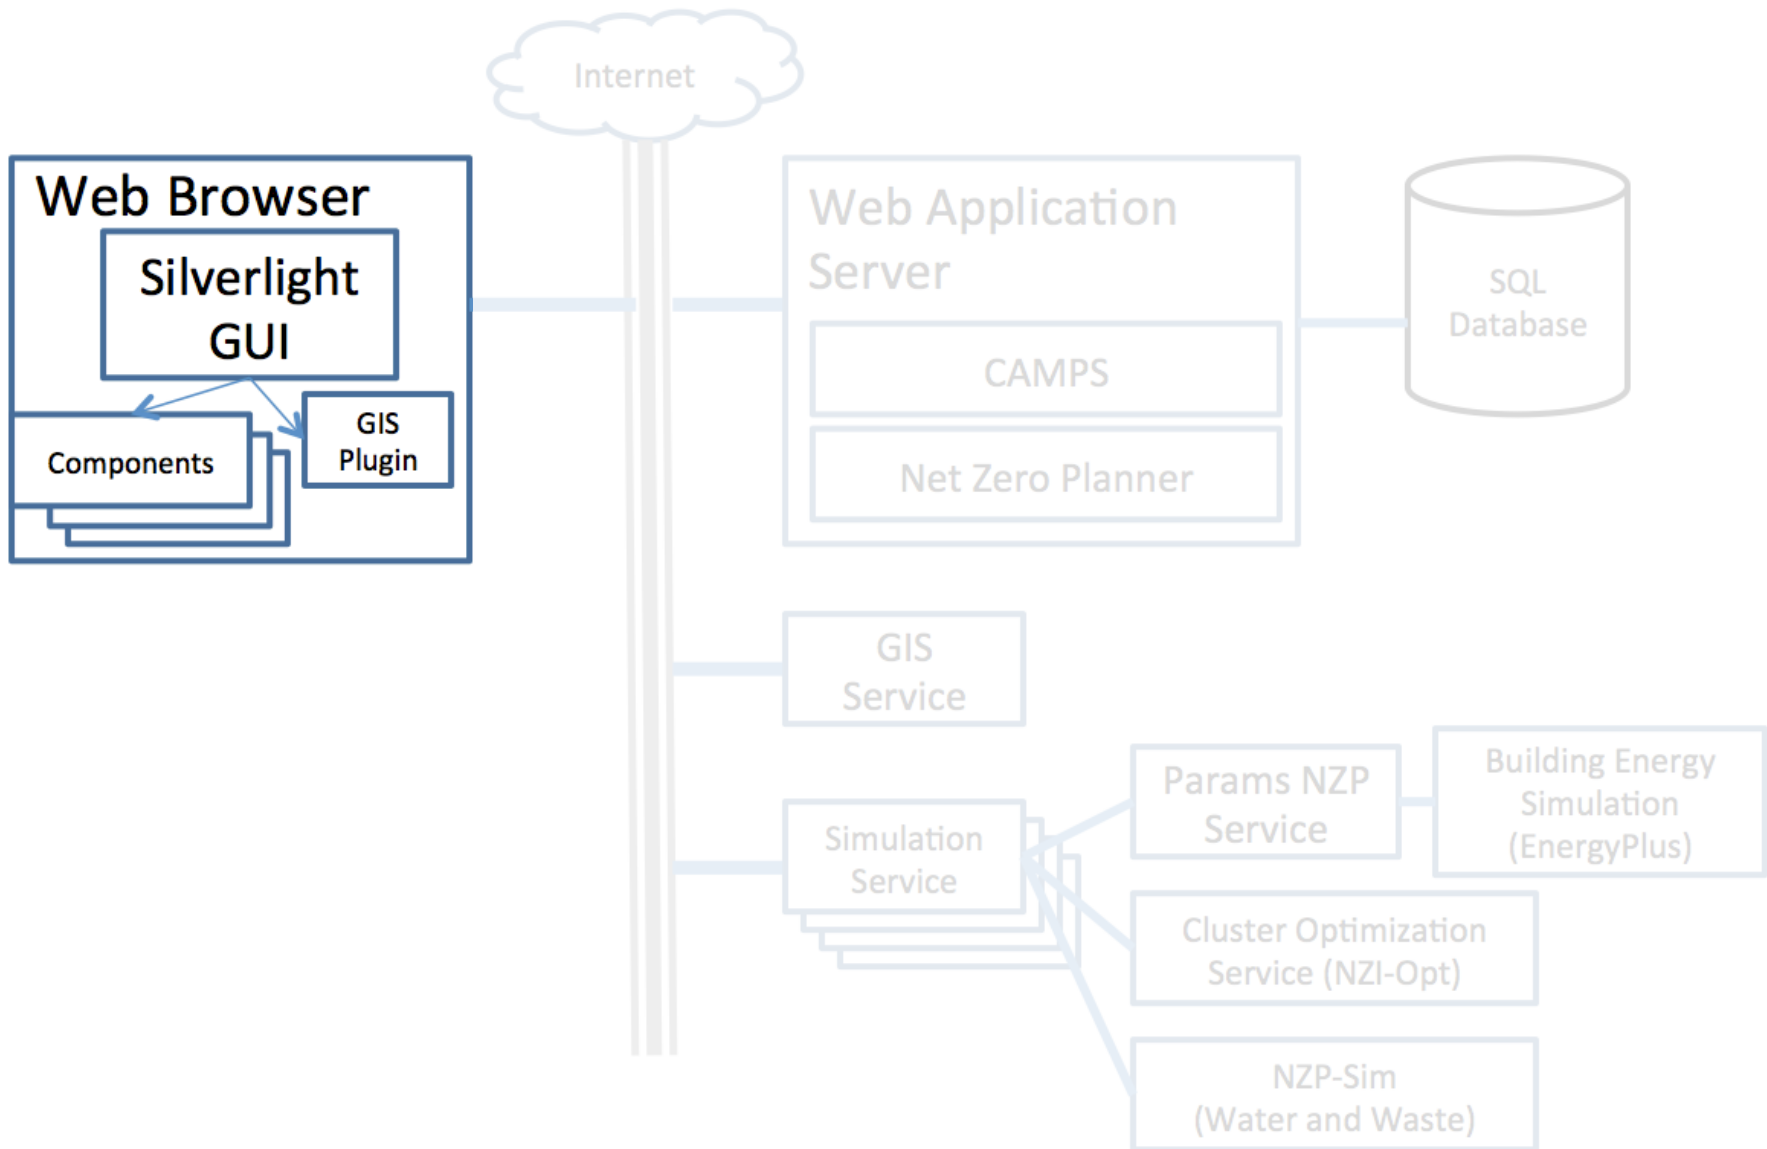 Internet
Web Browser
Silverlight
GUI
Components
GIS
Plugin
Web Application
Server
CAMPS
Net Zero Planner
SQL
Database
GIS
Service
Simulation
Service
Params NZP
Service
Building Energy
Simulation
(EnergyPlus)
Cluster Optimization
Service (NZI-Opt)
NZP-Sim
(Water and Waste)